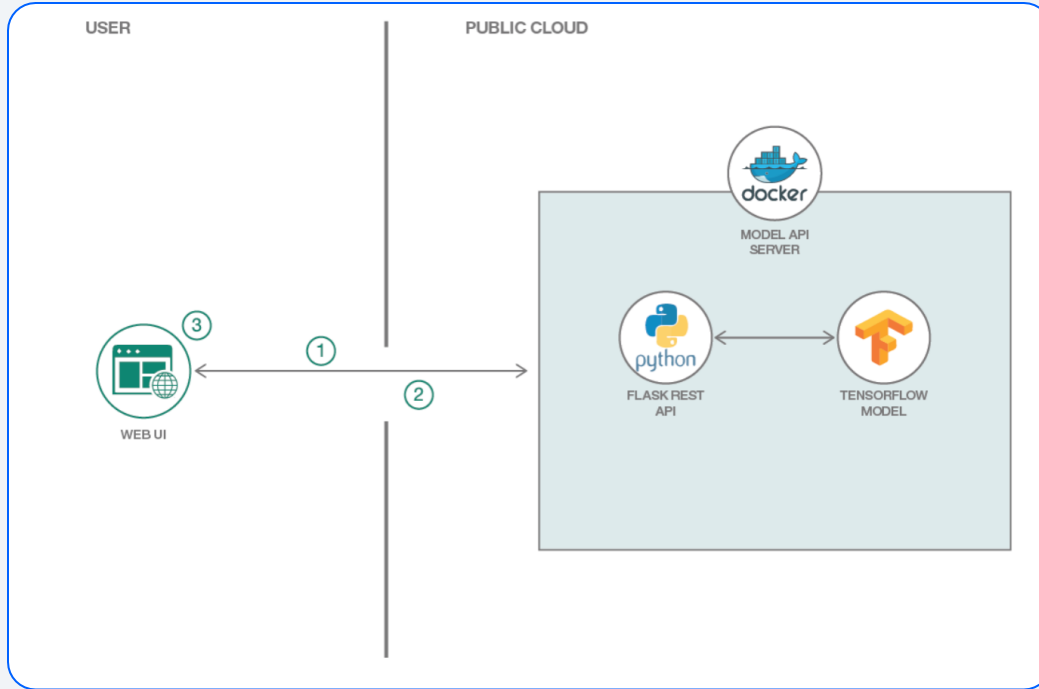 USER
PUBLIC CLOUD
docker
MODEL API
SERVER
3
1
2
python
FLASK REST
API
TENSORFLOW
MODEL
WEB UI